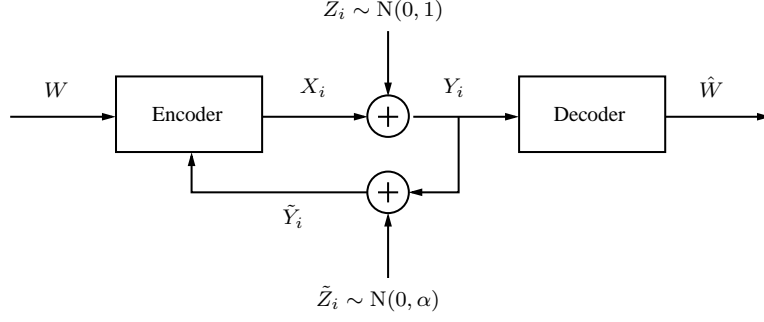 Z_i ∼ N(0, 1)
W
X_i
Y_i
Ŵ
Encoder
Decoder
Ỹ_i
Z̃_i ∼ N(0, α)